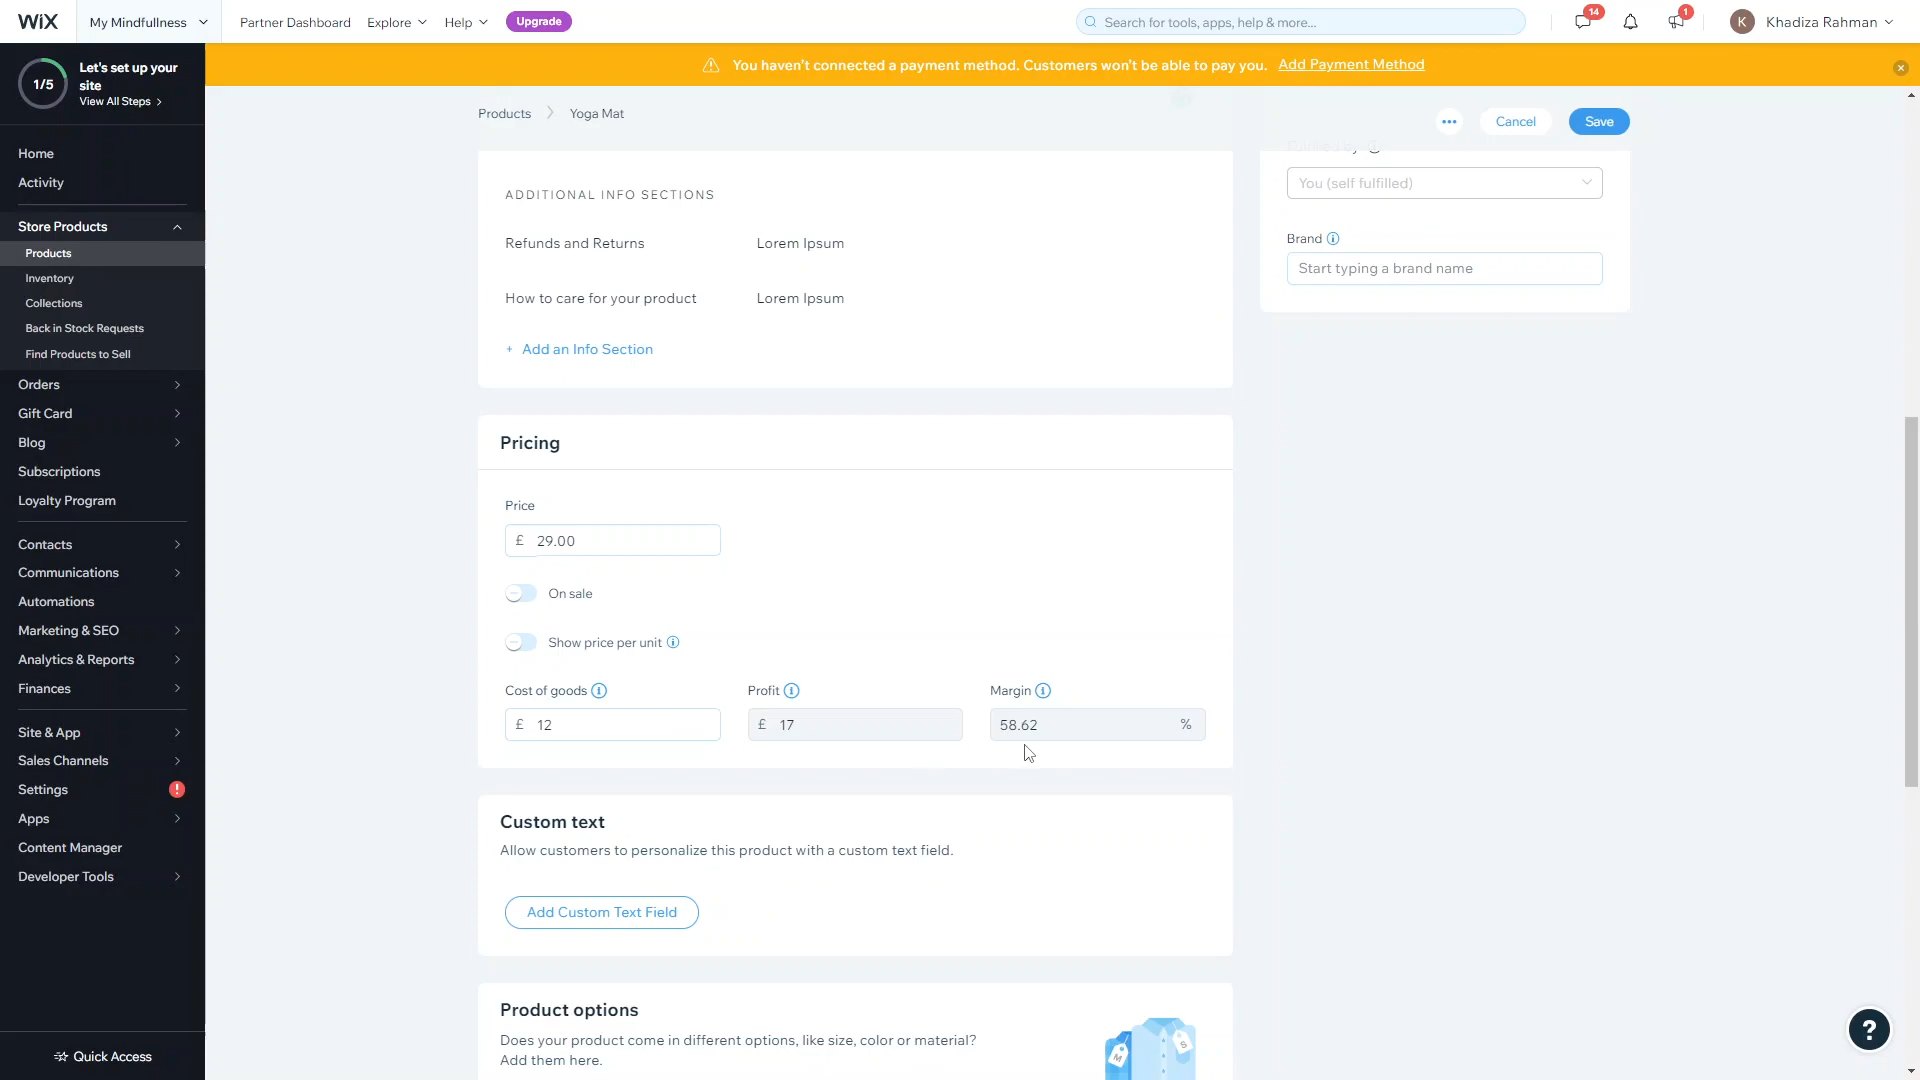 WiX
My Mindfullness
Partner Dashboard
Explore
Help
Upgrade
Search for tools, apps, help & more...
14
1
K
Khadiza Rahman
1/5
Let's set up your
site
View All Steps >
You haven't connected a payment method. Customers won't be able to pay you. Add Payment Method
Home
Activity
Store Products
Products
Inventory
Collections
Back in Stock Requests
Find Products to Sell
Orders
Gift Card
Blog
Subscriptions
Loyalty Program
Contacts
Communications
Automations
Marketing & SEO
Analytics & Reports
Finances
Site & App
Sales Channels
Settings
Apps
Content Manager
Developer Tools
Quick Access
Products > Yoga Mat
Cancel
Save
ADDITIONAL INFO SECTIONS
Refunds and Returns
Lorem Ipsum
How to care for your product
Lorem Ipsum
+ Add an Info Section
Fulfilled by
You (self fulfilled)
Brand
Start typing a brand name
Pricing
Price
£ 29.00
On sale
Show price per unit
Cost of goods
£ 12
Profit
£ 17
Margin
58.62 %
Custom text
Allow customers to personalize this product with a custom text field.
Add Custom Text Field
Product options
Does your product come in different options, like size, color or material?
Add them here.
M
S
?